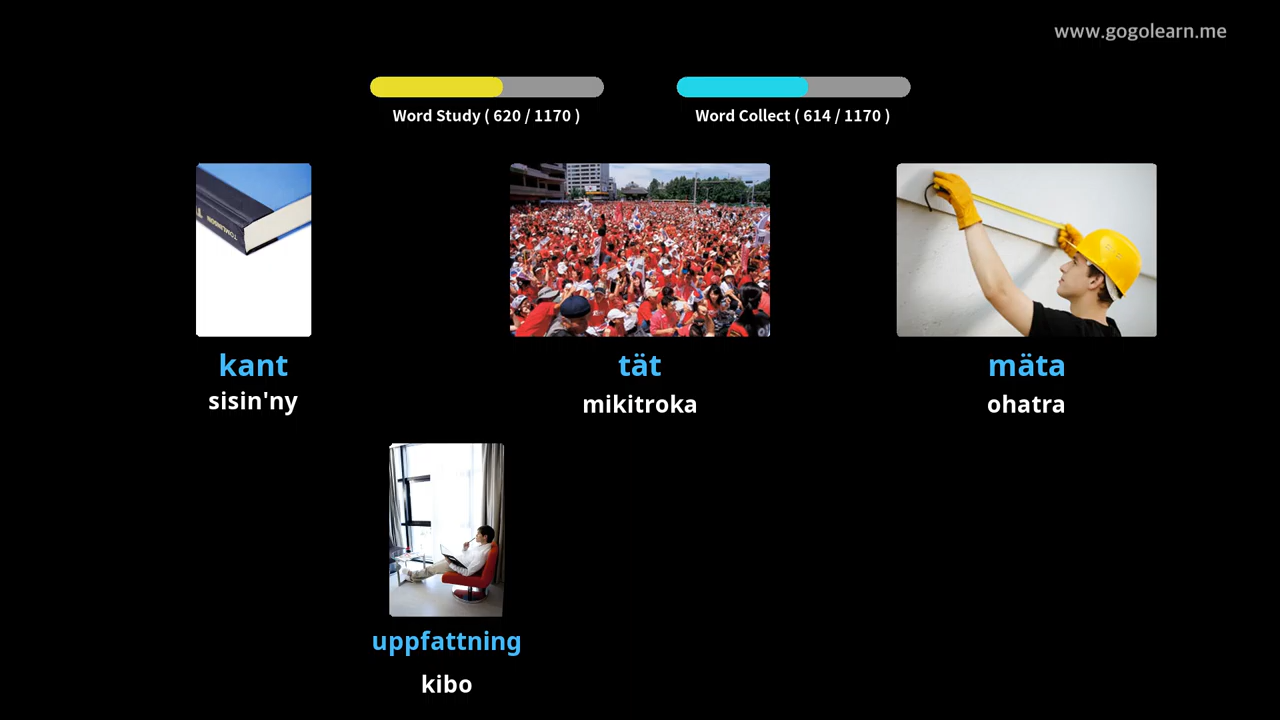 www.gogolearn.me
Word Study ( 620 / 1170 )
Word Collect ( 614 / 1170 )
TOMLINSON
kant
sisin'ny
tät
mikitroka
mäta
ohatra
uppfattning
kibo